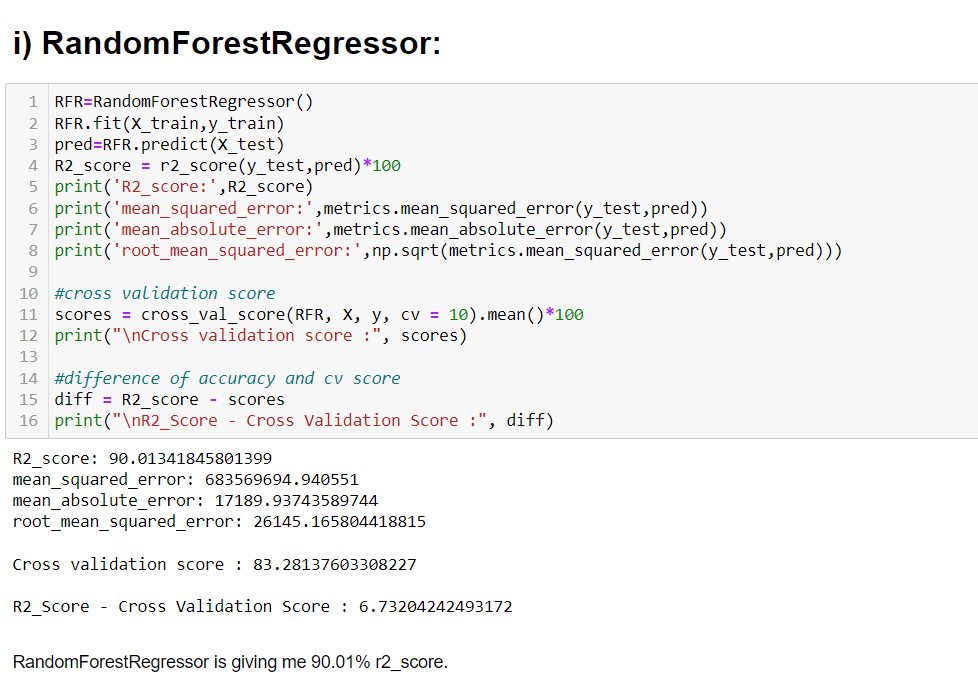 i) RandomForestRegressor:
1 RFR=RandomForestRegressor()
2 RFR.fit(X_train,y_train)
3 pred=RFR.predict(X_test)
4 R2_score = r2_score(y_test,pred)*100
5 print('R2_score:',R2_score)
6 print('mean_squared_error:',metrics.mean_squared_error(y_test,pred))
7 print('mean_absolute_error:',metrics.mean_absolute_error(y_test,pred))
8 print('root_mean_squared_error:',np.sqrt(metrics.mean_squared_error(y_test,pred)))
9
10 #cross validation score
11 scores = cross_val_score(RFR, X, y, cv = 10).mean()*100
12 print("\nCross validation score :", scores)
13
14 #difference of accuracy and cv score
15 diff = R2_score - scores
16 print("\nR2_Score - Cross Validation Score :", diff)
R2_score: 90.01341845801399
mean_squared_error: 683569694.940551
mean_absolute_error: 17189.93743589744
root_mean_squared_error: 26145.165804418815
Cross validation score : 83.28137603308227
R2_Score - Cross Validation Score : 6.73204242493172
RandomForestRegressor is giving me 90.01% r2_score.